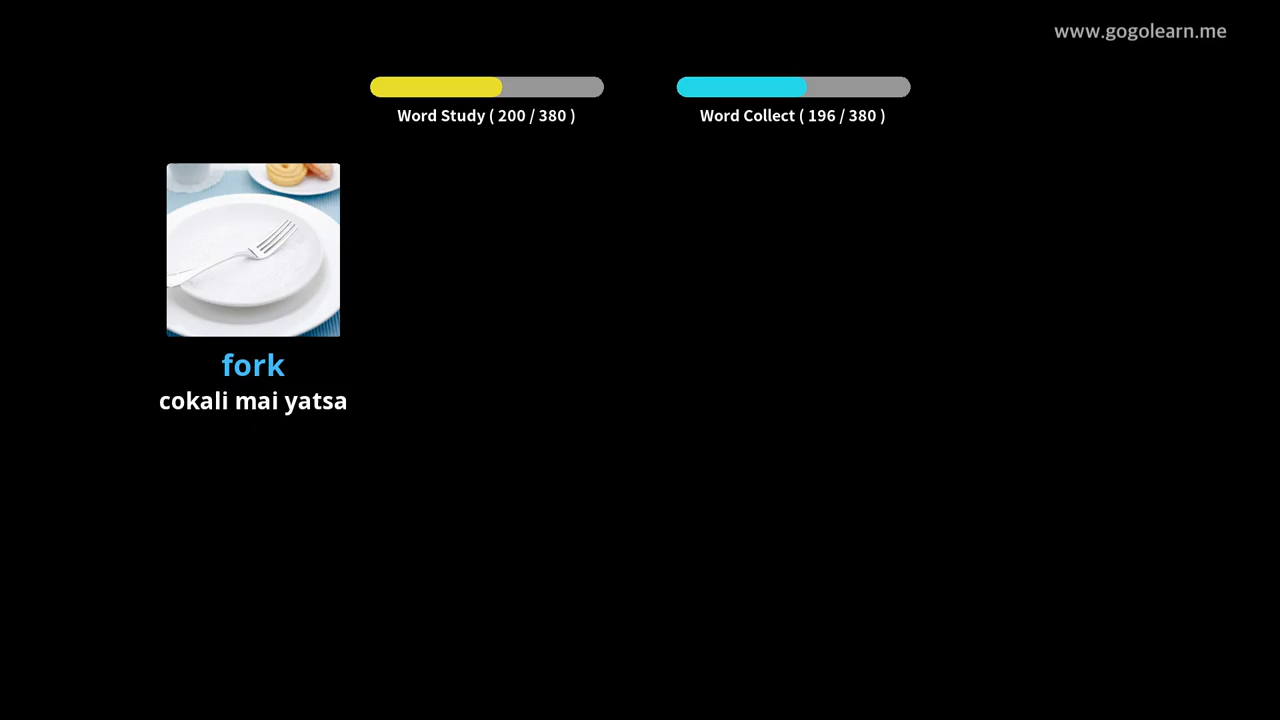 www.gogolearn.me
Word Study ( 200 / 380 )
Word Collect ( 196 / 380 )
fork
cokali mai yatsa